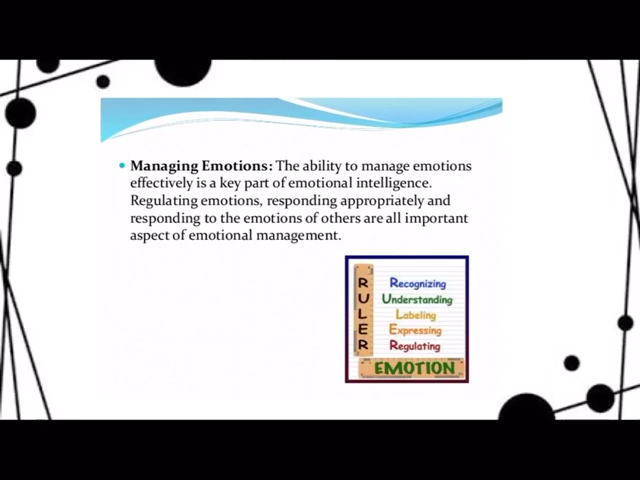 Managing Emotions: The ability to manage emotions
effectively is a key part of emotional intelligence.
Regulating emotions, responding appropriately and
responding to the emotions of others are all important
aspect of emotional management.
RULER
Recognizing
Understanding
Labeling
Expressing
Regulating
EMOTION